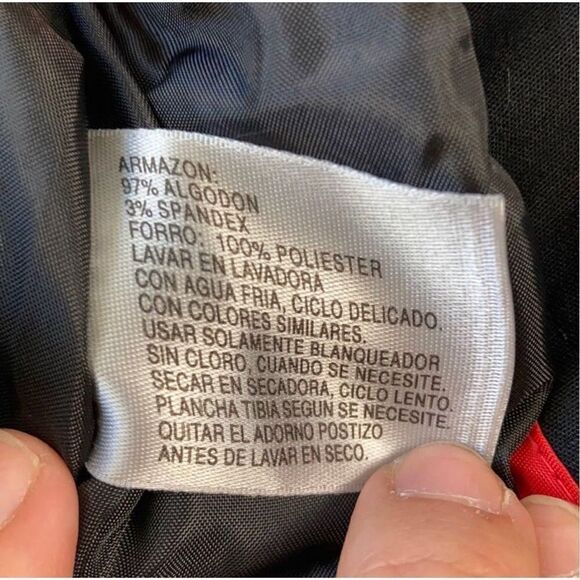 ARMAZON:
97% ALGODON
3% SPANDEX
FORRO: 100% POLIESTER
LAVAR EN LAVADORA
CON AGUA FRIA, CICLO DELICADO.
CON COLORES SIMILARES.
USAR SOLAMENTE BLANQUEADOR
SIN CLORO, CUANDO SE NECESITE.
SECAR EN SECADORA, CICLO LENTO.
PLANCHA TIBIA SEGUN SE NECESITE.
QUITAR EL ADORNO POSTIZO
ANTES DE LAVAR EN SECO.